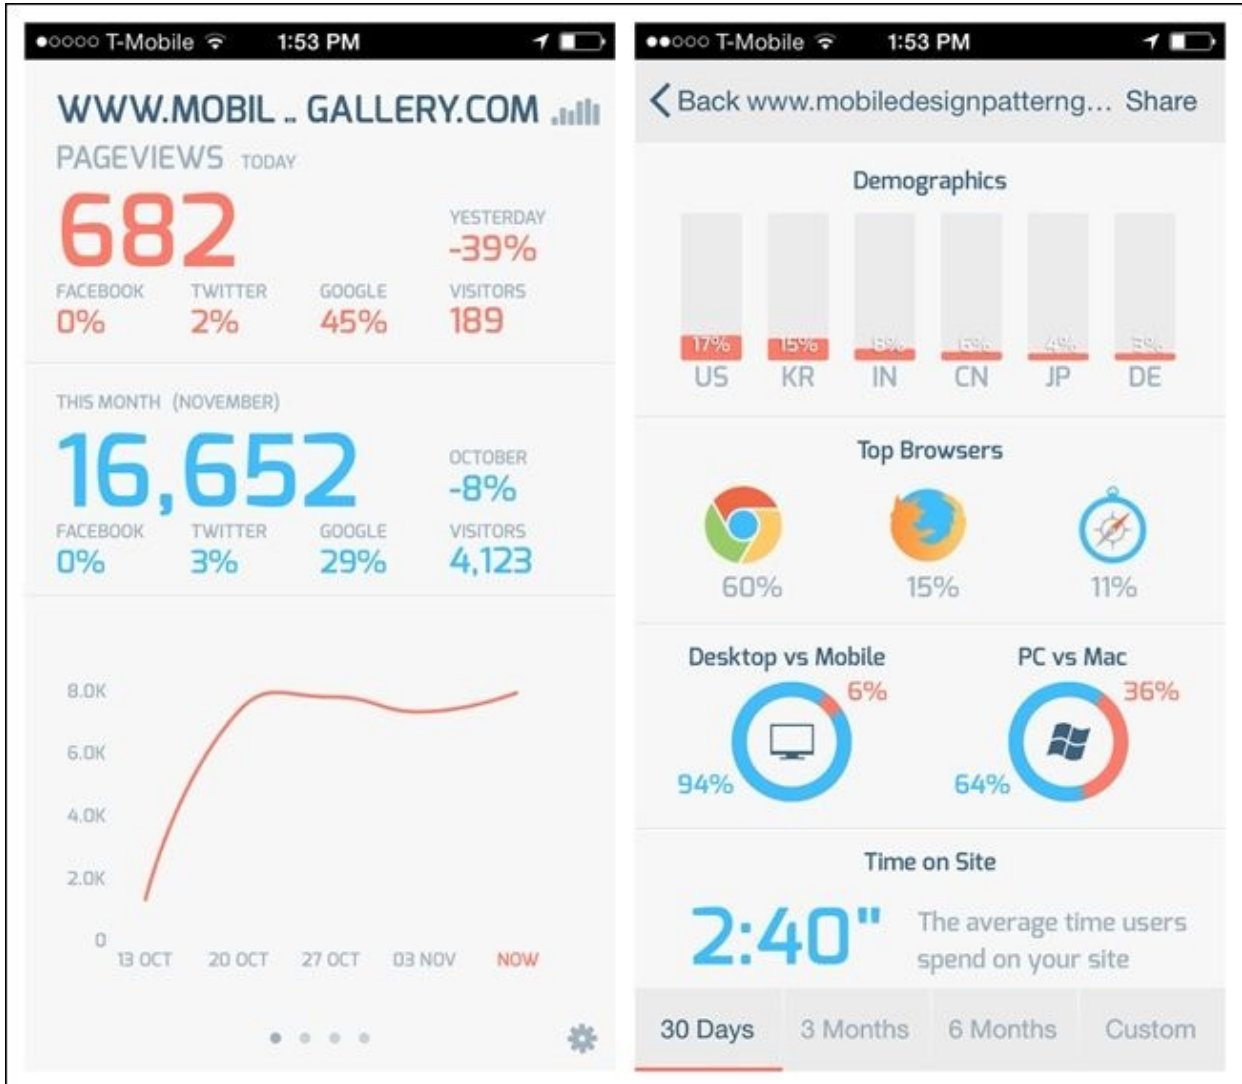 T-Mobile 1:53 PM
WWW.MOBIL .. GALLERY.COM
PAGEVIEWS TODAY
682
YESTERDAY
-39%
FACEBOOK TWITTER GOOGLE VISITORS
0% 2% 45% 189
THIS MONTH (NOVEMBER)
16,652
OCTOBER
-8%
FACEBOOK TWITTER GOOGLE VISITORS
0% 3% 29% 4,123
8.0K
6.0K
4.0K
2.0K
0
13 OCT 20 OCT 27 OCT 03 NOV NOW
T-Mobile 1:53 PM
Back www.mobiledesignpatterng... Share
Demographics
17% 15% 8% 6% 4% 3%
US KR IN CN JP DE
Top Browsers
60% 15% 11%
Desktop vs Mobile
6%
94%
PC vs Mac
36%
64%
Time on Site
2:40"
The average time users
spend on your site
30 Days 3 Months 6 Months Custom